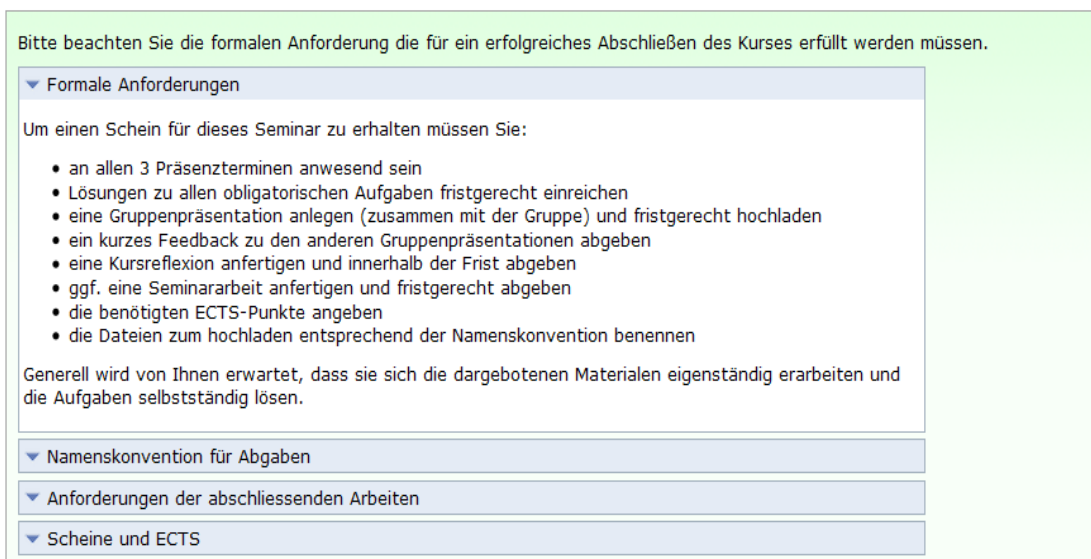 Bitte beachten Sie die formalen Anforderung die für ein erfolgreiches Abschließen des Kurses erfüllt werden müssen.
Formale Anforderungen
Um einen Schein für dieses Seminar zu erhalten müssen Sie:
• an allen 3 Präsenzterminen anwesend sein
• Lösungen zu allen obligatorischen Aufgaben fristgerecht einreichen
• eine Gruppenpräsentation anlegen (zusammen mit der Gruppe) und fristgerecht hochladen
• ein kurzes Feedback zu den anderen Gruppenpräsentationen abgeben
• eine Kursreflexion anfertigen und innerhalb der Frist abgeben
• ggf. eine Seminararbeit anfertigen und fristgerecht abgeben
• die benötigten ECTS-Punkte angeben
• die Dateien zum hochladen entsprechend der Namenskonvention benennen
Generell wird von Ihnen erwartet, dass sie sich die dargebotenen Materialen eigenständig erarbeiten und
die Aufgaben selbstständig lösen.
Namenskonvention für Abgaben
Anforderungen der abschliessenden Arbeiten
Scheine und ECTS